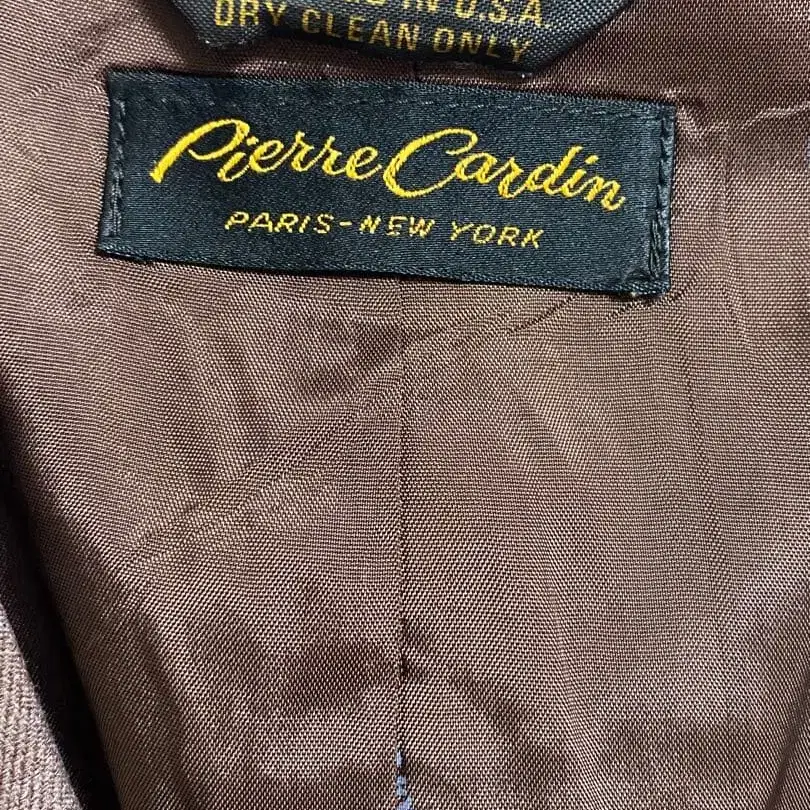 IN U.S.A.
DRY CLEAN ONLY
Pierre Cardin
PARIS-NEW YORK